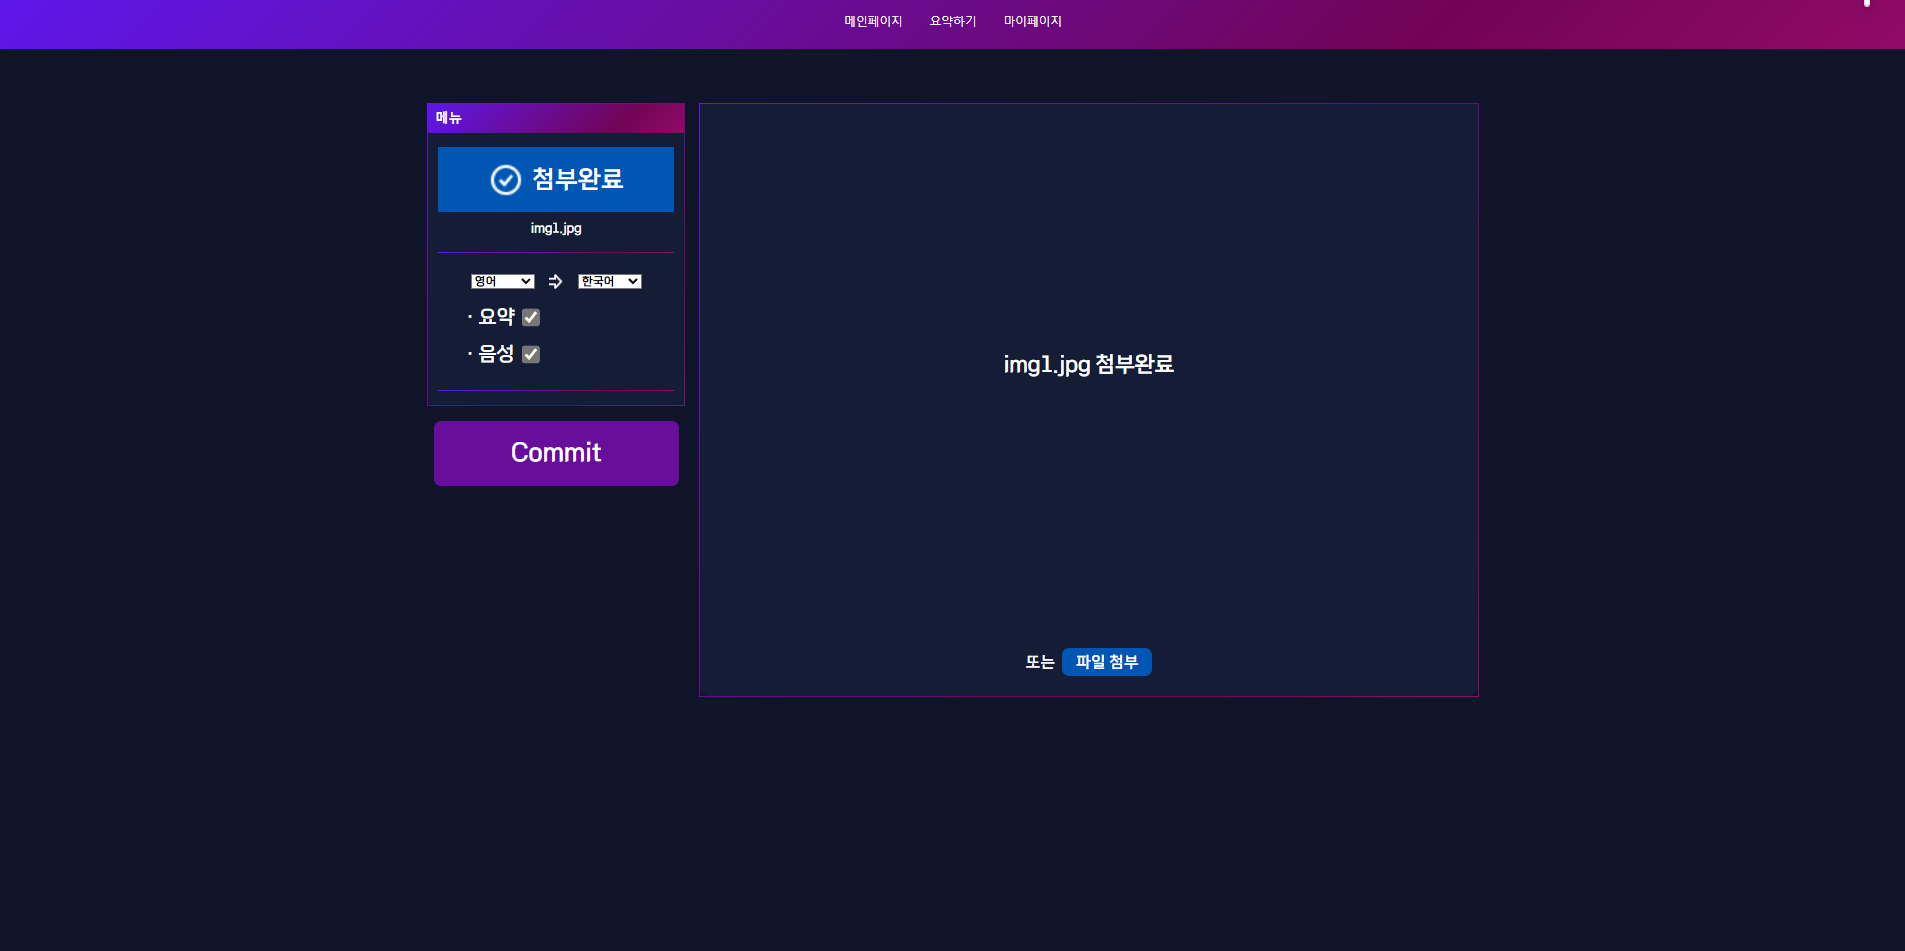 메인페이지 요약하기 마이페이지
메뉴
첨부완료
img1.jpg
영어 한국어
· 요약
· 음성
Commit
img1.jpg 첨부완료
또는 파일 첨부